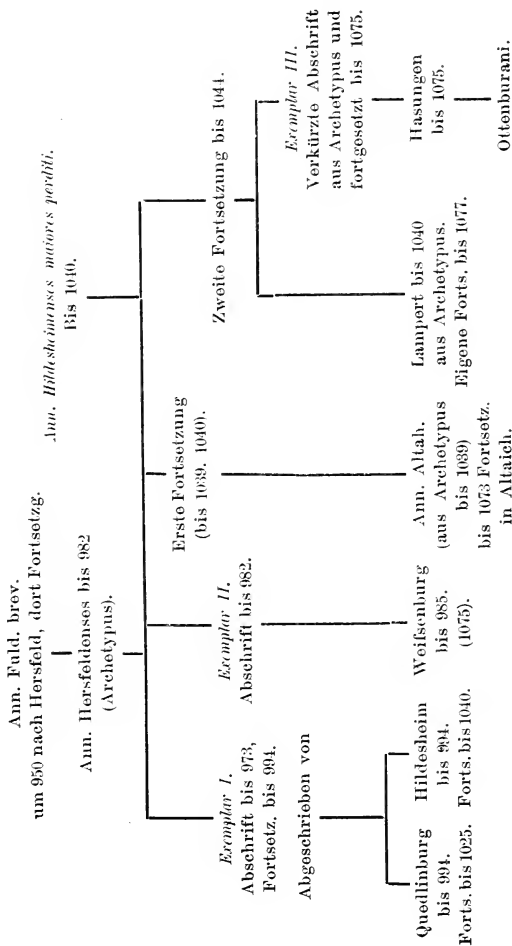 Ann. Fuld. brev.
um 950 nach Hersfeld, dort Fortsetzg.
Ann. Hersfeldenses bis 982
(Archetypus).
Ann. Hildesheimenses maiores perditi.
Bis 1040.
Exemplar I.
Abschrift bis 973,
Fortsetz. bis 994.
Abgeschrieben von
Quedlinburg
bis 994.
Forts. bis 1025.
Hildesheim
bis 994.
Forts. bis 1040.
Exemplar II.
Abschrift bis 982.
Weifsenburg
bis 985.
(1075).
Erste Fortsetzung
(bis 1039. 1040).
Ann. Altah.
(aus Archetypus
bis 1039)
bis 1073 Fortsetz.
in Altaich.
Zweite Fortsetzung bis 1044.
Lampert bis 1040
aus Archetypus.
Eigene Forts. bis 1077.
Exemplar III.
Verkürzte Abschrift
aus Archetypus und
fortgesetzt bis 1075.
Hasungen
bis 1075.
Ottenburani.